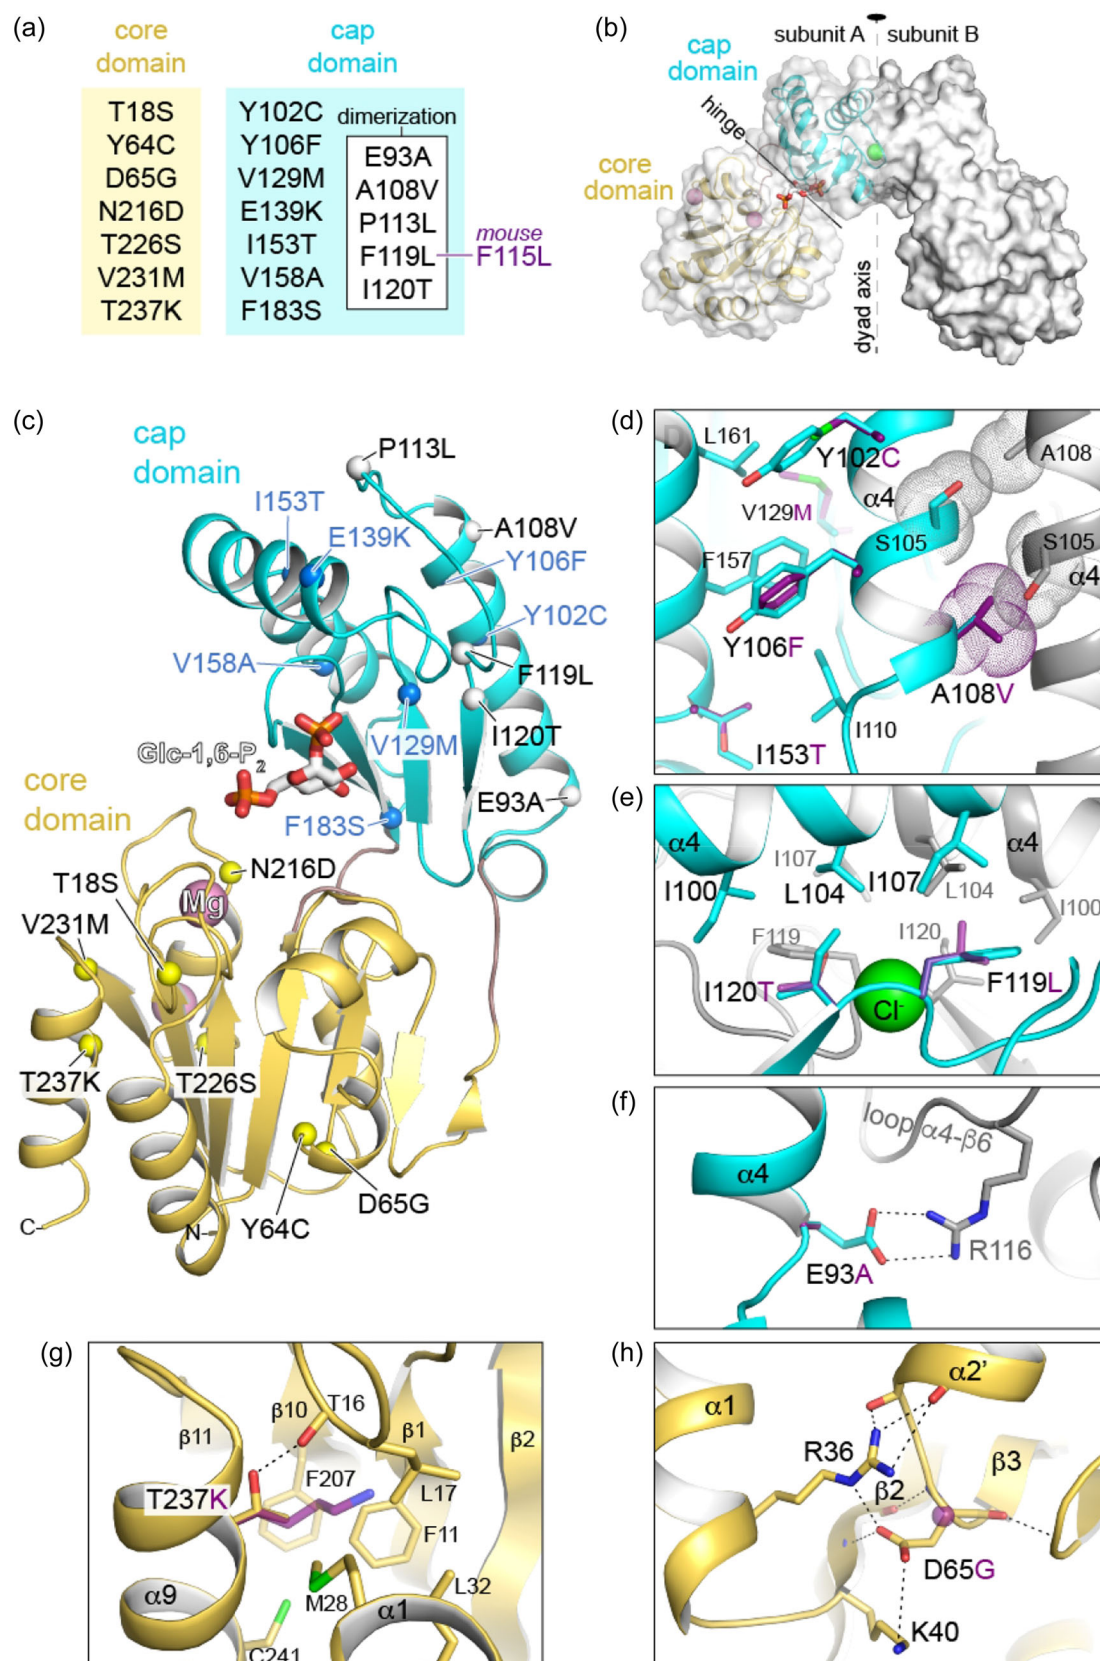 (a)
core
domain
T18S
Y64C
D65G
N216D
T226S
V231M
T237K
cap
domain
Y102C
Y106F
V129M
E139K
I153T
V158A
F183S
dimerization
E93A
A108V
P113L
F119L
I120T
mouse
F115L
(b)
subunit A
subunit B
cap
domain
hinge
core
domain
dyad axis
(c)
cap
domain
P113L
I153T
E139K
A108V
Y106F
Y102C
V158A
F119L
V129M
I120T
Glc-1,6-P2
core
domain
E93A
F183S
N216D
T18S
Mg
V231M
T237K
T226S
D65G
Y64C
C
N
(d)
D
L161
Y102C
A108
α4
V129M
S105
S105
F157
α4
Y106F
A108V
I110
I153T
(e)
α4
α4
I107
I100
L104
I107
L104
I100
F119
I120
I120T
F119L
Cl-
(f)
loop α4-β6
α4
R116
E93A
(g)
T16
β10
β1
β11
β2
F207
T237K
L17
F11
L32
α9
M28
α1
C241
(h)
α2’
α1
R36
β3
β2
D65G
K40